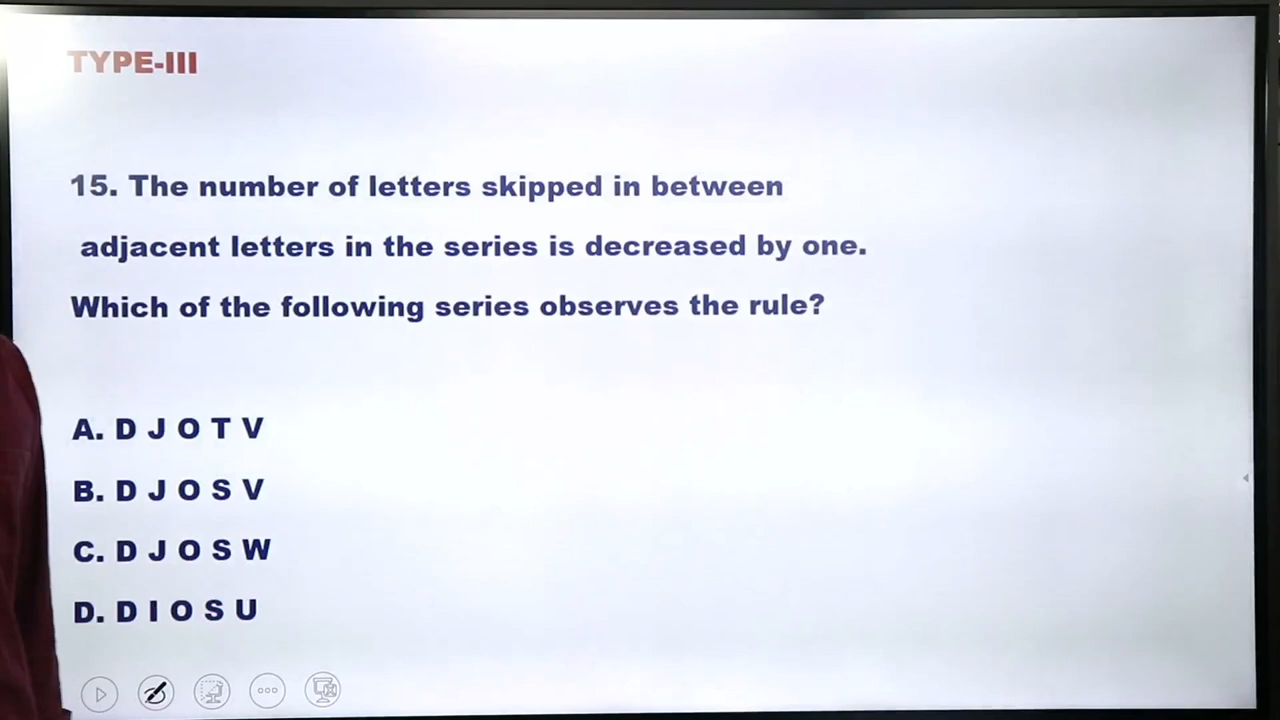 TYPE-III
15. The number of letters skipped in between
adjacent letters in the series is decreased by one.
Which of the following series observes the rule?
A. D J O T V
B. D J O S V
C. D J O S W
D. D I O S U